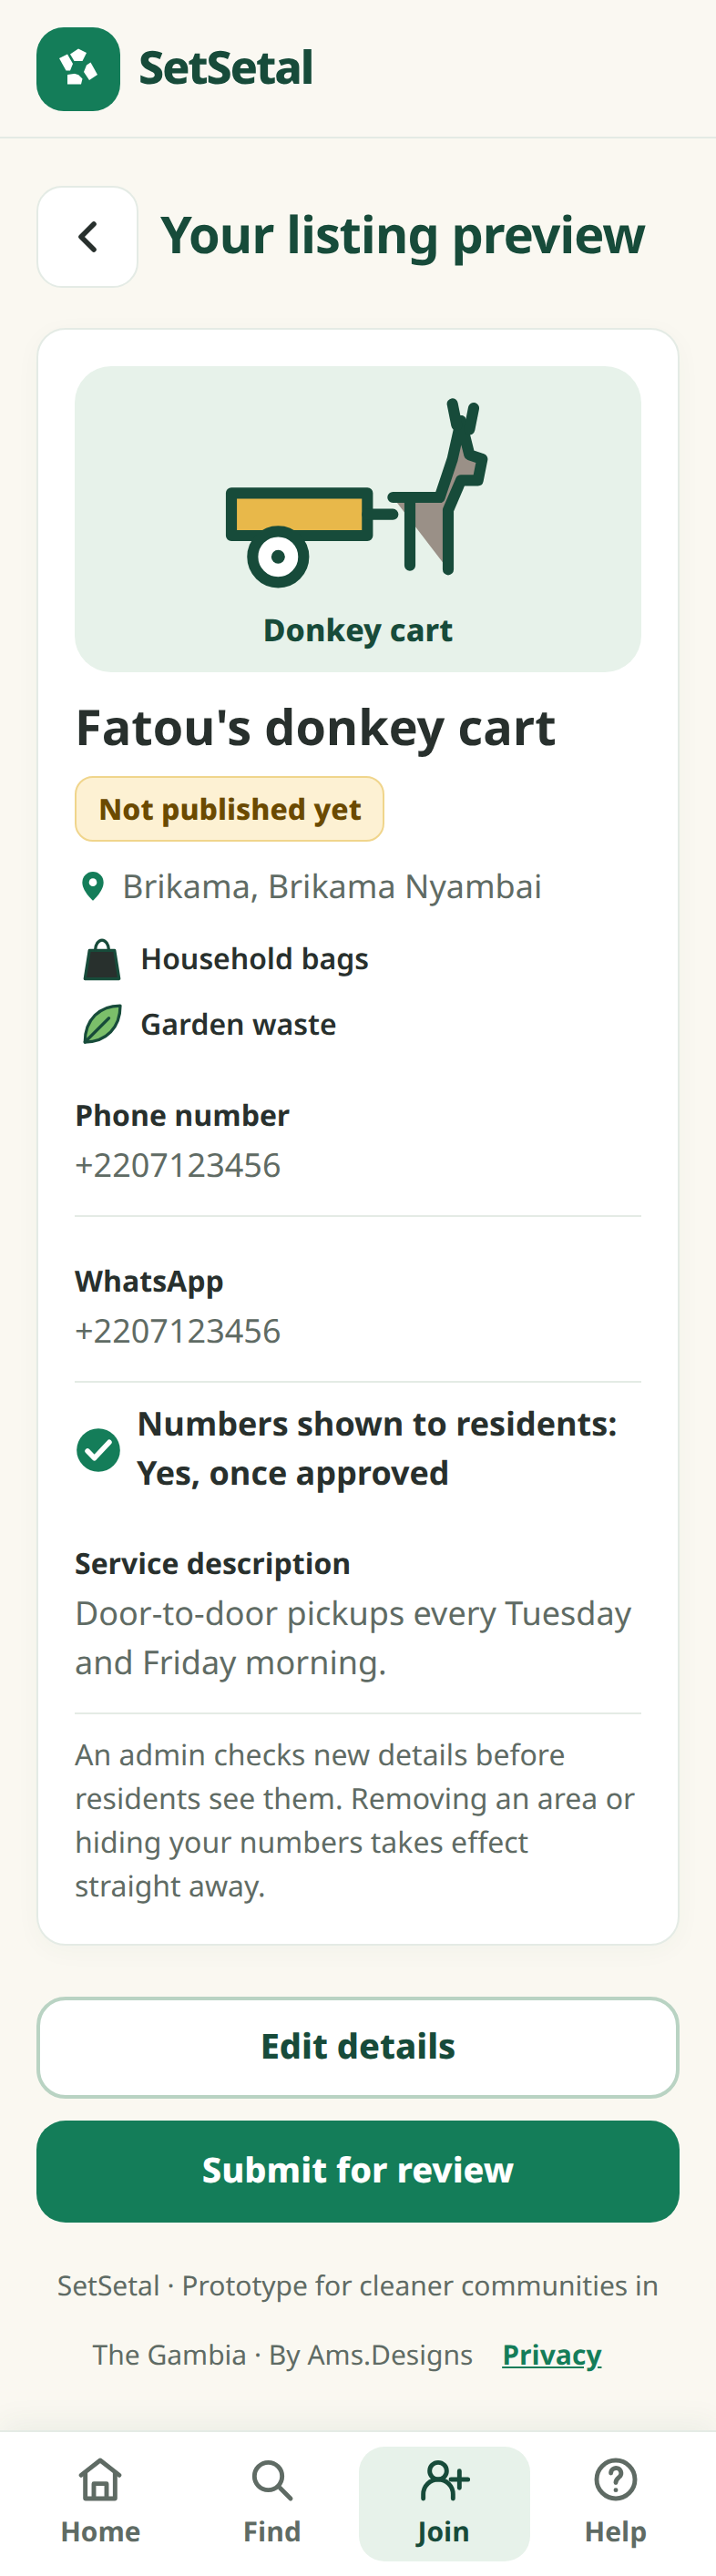 SetSetal
Your listing preview
Donkey cart
Fatou's donkey cart
Not published yet
Brikama, Brikama Nyambai
Household bags
Garden waste
Phone number
+2207123456
WhatsApp
+2207123456
Numbers shown to residents:
Yes, once approved
Service description
Door-to-door pickups every Tuesday
and Friday morning.
An admin checks new details before
residents see them. Removing an area or
hiding your numbers takes effect
straight away.
Edit details
Submit for review
SetSetal · Prototype for cleaner communities in
The Gambia · By Ams.Designs Privacy
Home Find Join Help